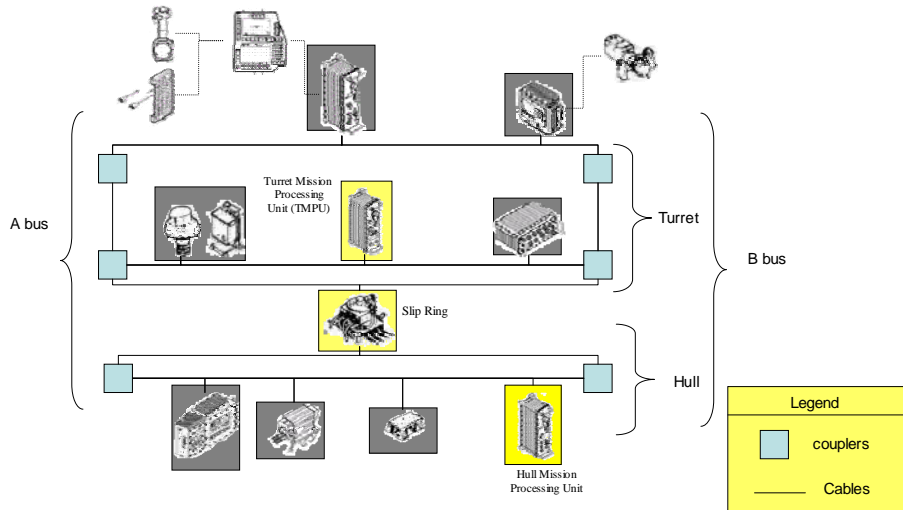 Turret Mission
Processing
Unit (TMPU)
A bus
Turret
B bus
Slip Ring
Hull
Hull Mission
Processing Unit
Legend
couplers
Cables